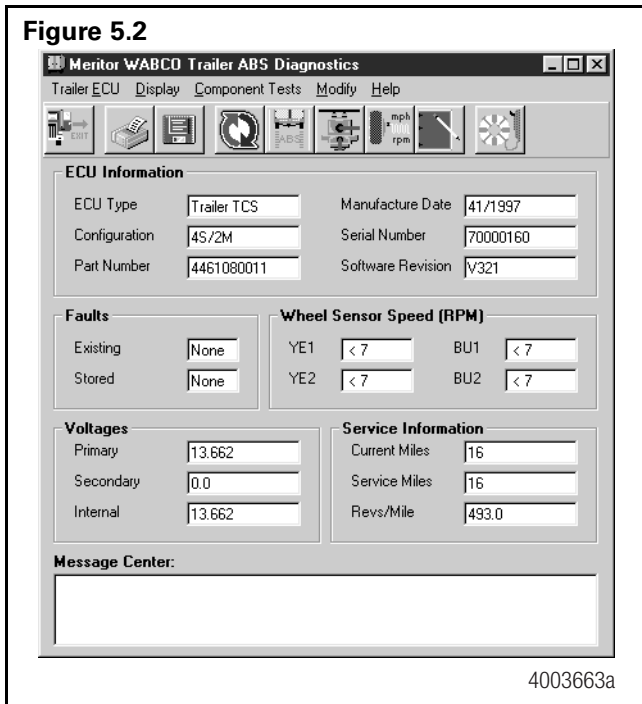 Figure 5.2
Meritor WABCO Trailer ABS Diagnostics
Trailer ECU Display Component Tests Modify Help
EXIT ABS mph rpm
ECU Information
ECU Type Trailer TCS Manufacture Date 41/1997
Configuration 4S/2M Serial Number 70000160
Part Number 4461080011 Software Revision V321
Faults Wheel Sensor Speed (RPM)
Existing None YE1 < 7 BU1 < 7
Stored None YE2 < 7 BU2 < 7
Voltages Service Information
Primary 13.662 Current Miles 16
Secondary 0.0 Service Miles 16
Internal 13.662 Revs/Mile 493.0
Message Center:
4003663a